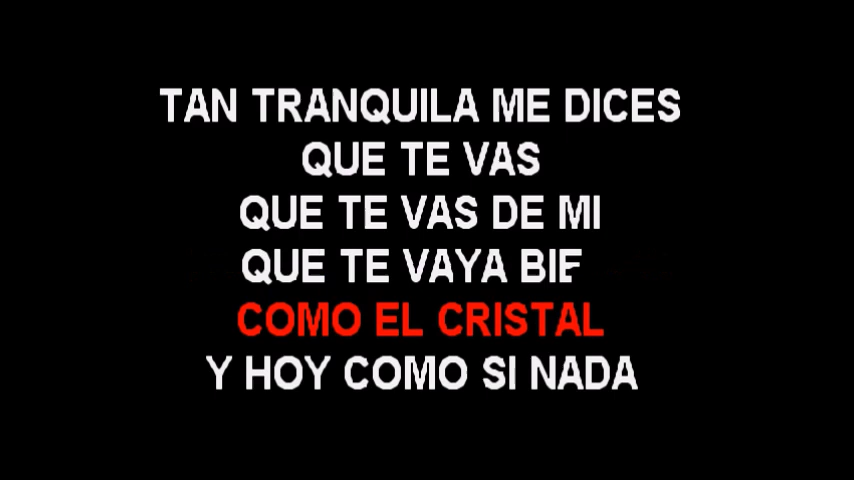 TAN TRANQUILA ME DICES
QUE TE VAS
QUE TE VAS DE MI
QUE TE VAYA
COMO EL CRISTAL
Y HOY COMO SI NADA